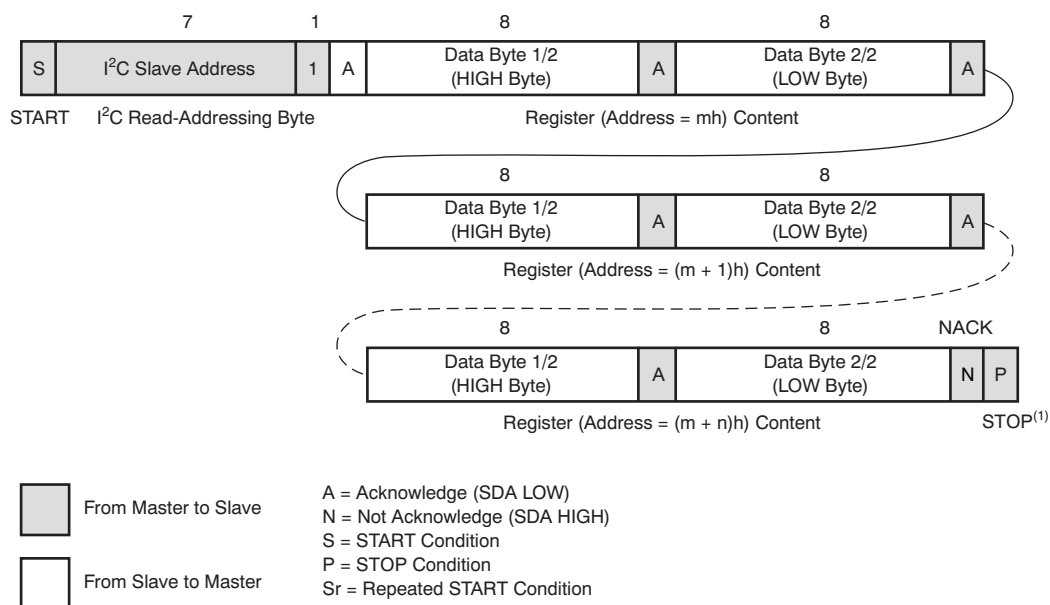 7 1 8 8
S I²C Slave Address 1 A Data Byte 1/2 A Data Byte 2/2 A
(HIGH Byte) (LOW Byte)
START I²C Read-Addressing Byte Register (Address = mh) Content
8 8
Data Byte 1/2 A Data Byte 2/2 A
(HIGH Byte) (LOW Byte)
Register (Address = (m + 1)h) Content
8 8 NACK
Data Byte 1/2 A Data Byte 2/2 N P
(HIGH Byte) (LOW Byte)
Register (Address = (m + n)h) Content STOP(1)
From Master to Slave
From Slave to Master
A = Acknowledge (SDA LOW)
N = Not Acknowledge (SDA HIGH)
S = START Condition
P = STOP Condition
Sr = Repeated START Condition